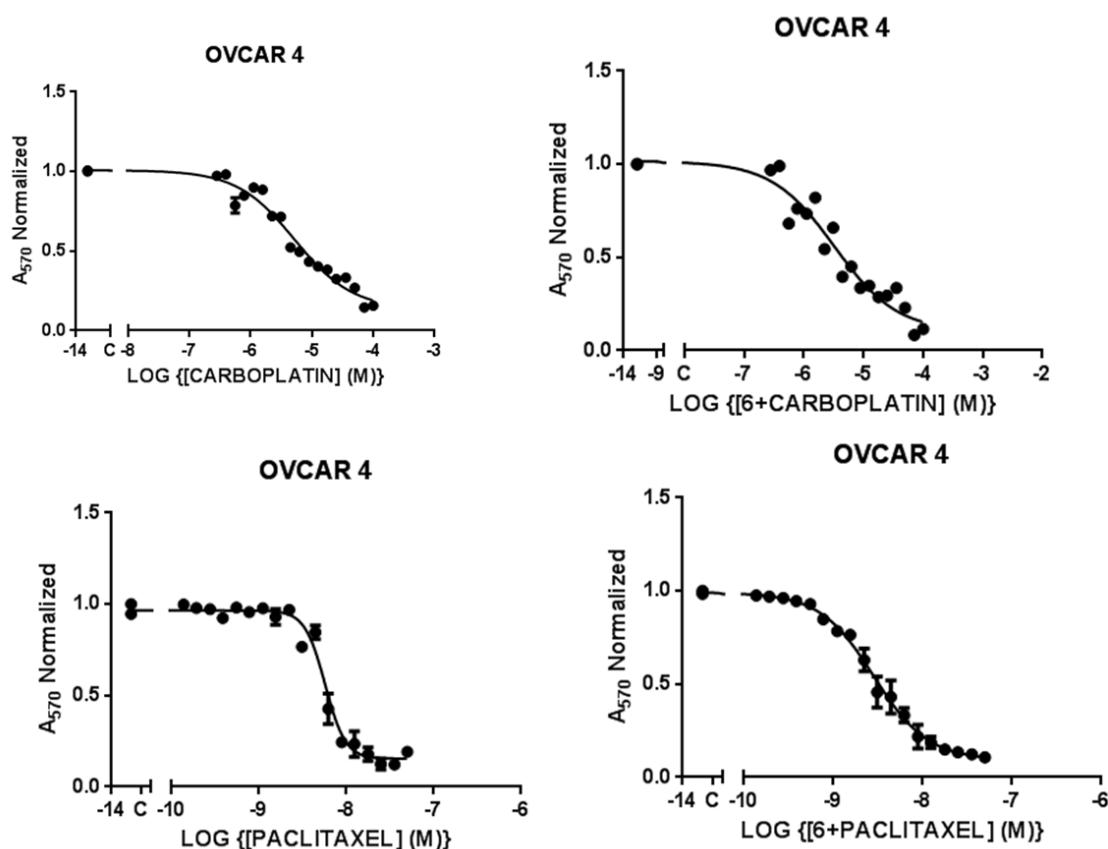 OVCAR 4
1.5
1.0
0.5
0.0
A570 Normalized
-14 C -8 -7 -6 -5 -4 -3
LOG {[CARBOPLATIN] (M)}
OVCAR 4
1.5
1.0
0.5
0.0
A570 Normalized
-14 -9 C -7 -6 -5 -4 -3 -2
LOG {[6+CARBOPLATIN] (M)}
OVCAR 4
1.5
1.0
0.5
0.0
A570 Normalized
-14 C -10 -9 -8 -7 -6
LOG {[PACLITAXEL] (M)}
OVCAR 4
1.5
1.0
0.5
0.0
A570 Normalized
-14 C -10 -9 -8 -7 -6
LOG {[6+PACLITAXEL] (M)}